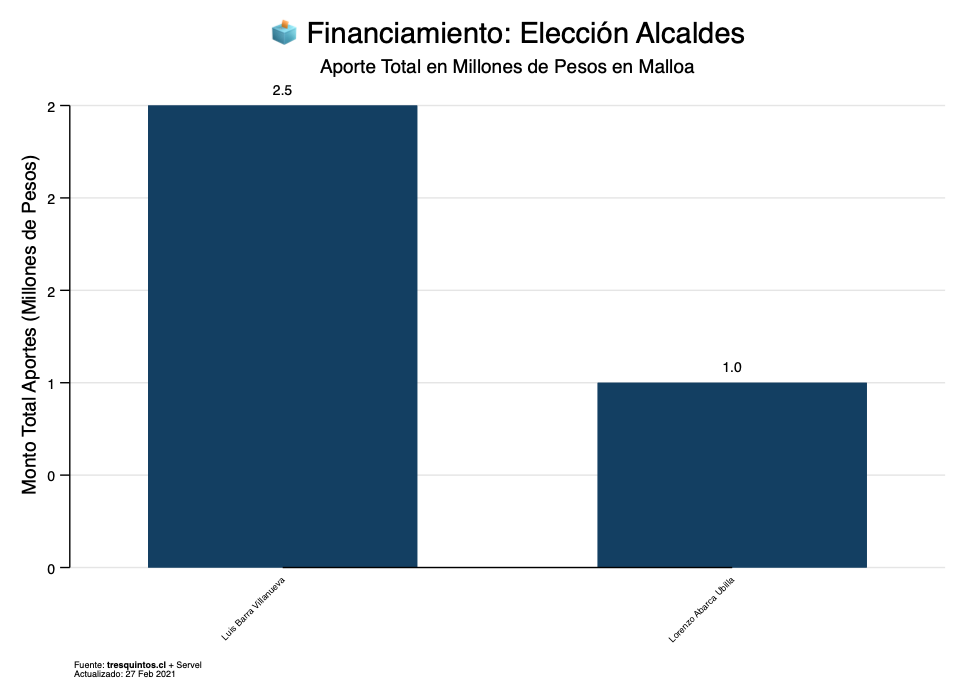 🗳️ Financiamiento: Elección Alcaldes
Aporte Total en Millones de Pesos en Malloa
Monto Total Aportes (Millones de Pesos)
2
2
2
1
0
0
2.5
1.0
Luis Barra Villanueva
Lorenzo Abarca Ubilla
Fuente: tresquintos.cl + Servel
Actualizado: 27 Feb 2021